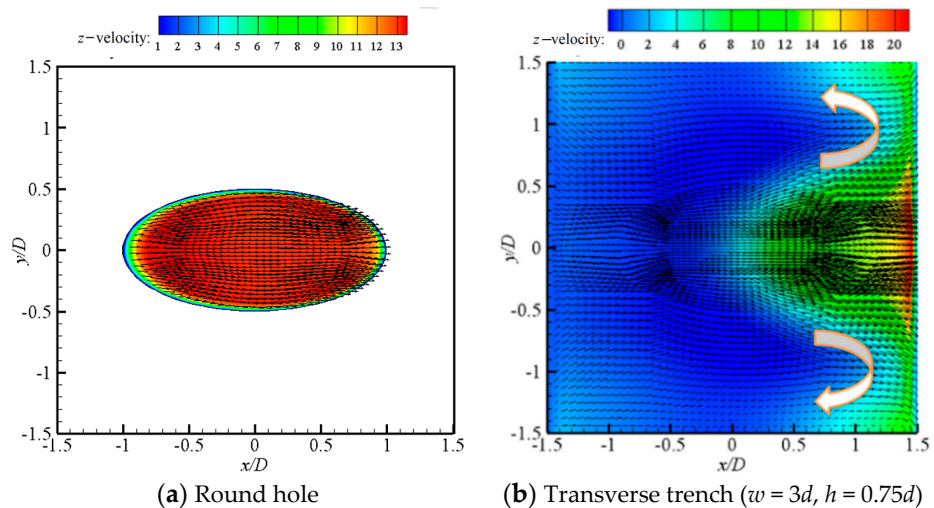 z-velocity: 1 2 3 4 5 6 7 8 9 10 11 12 13
1.5
1
0.5
0
-0.5
-1
-1.5
y/D
-1.5 -1 -0.5 0 0.5 1 1.5
x/D
(a) Round hole
z-velocity: 0 2 4 6 8 10 12 14 16 18 20
1.5
1
0.5
0
-0.5
-1
-1.5
y/D
-1.5 -1 -0.5 0 0.5 1 1.5
x/D
(b) Transverse trench (w = 3d, h = 0.75d)